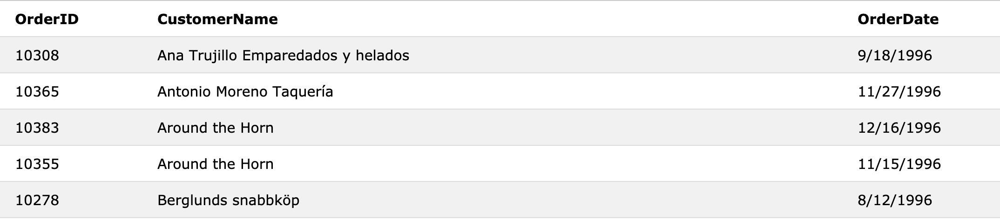 OrderID CustomerName OrderDate
10308 Ana Trujillo Emparedados y helados 9/18/1996
10365 Antonio Moreno Taquería 11/27/1996
10383 Around the Horn 12/16/1996
10355 Around the Horn 11/15/1996
10278 Berglunds snabbköp 8/12/1996